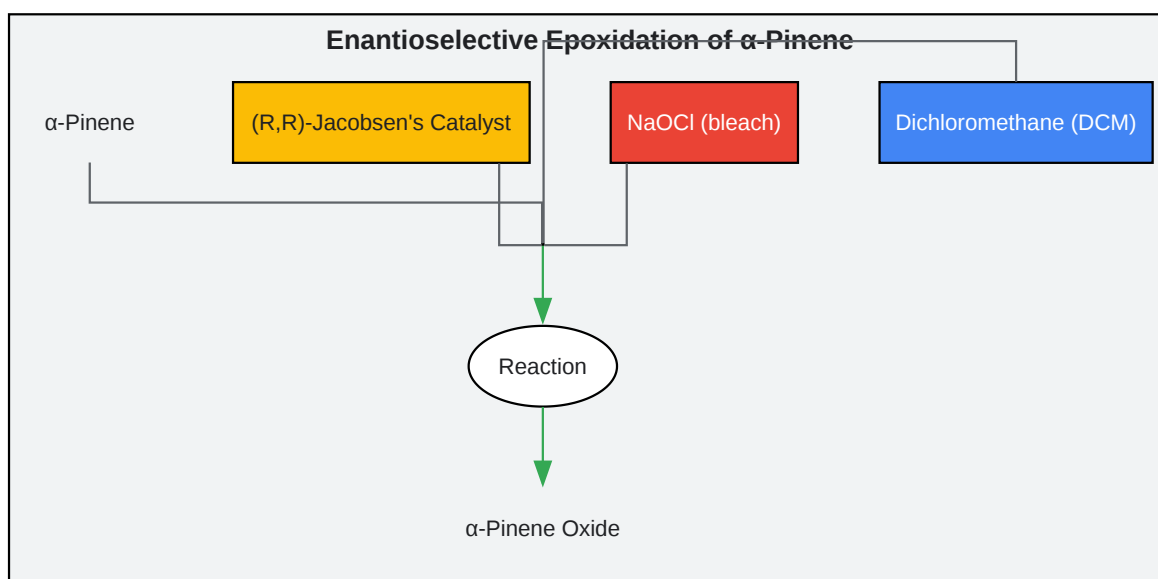 Enantioselective Epoxidation of α-Pinene
α-Pinene
(R,R)-Jacobsen's Catalyst
NaOCl (bleach)
Dichloromethane (DCM)
Reaction
α-Pinene Oxide